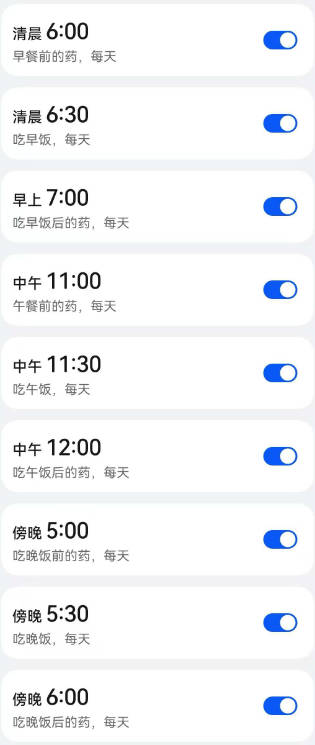 清晨 6:00
早餐前的药，每天
清晨 6:30
吃早饭，每天
早上 7:00
吃早饭后的药，每天
中午 11:00
午餐前的药，每天
中午 11:30
吃午饭，每天
中午 12:00
吃午饭后的药，每天
傍晚 5:00
吃晚饭前的药，每天
傍晚 5:30
吃晚饭，每天
傍晚 6:00
吃晚饭后的药，每天